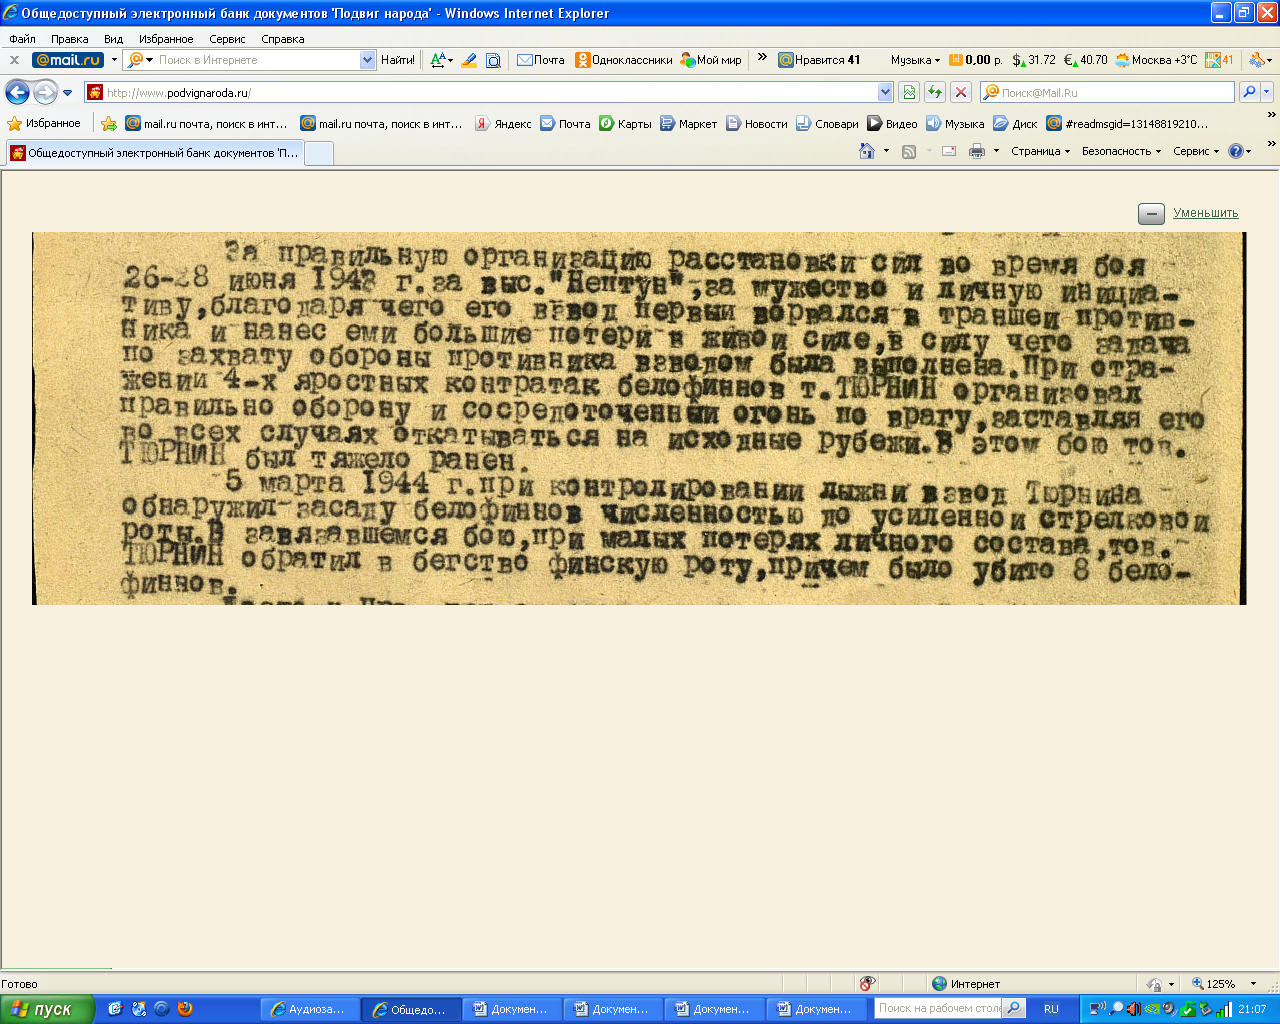 Общедоступный электронный банк документов 'Подвиг народа' - Windows Internet Explorer
Файл Правка Вид Избранное Сервис Справка
@mail.ru Поиск в Интернете Найти! Почта Одноклассники Мой мир » Нравится 41 Музыка 0,00 р. $ 31.72 € 40.70 Москва +3°C 41
http://www.podvignaroda.ru/ Поиск@Mail.Ru
Избранное mail.ru почта, поиск в инт... mail.ru почта, поиск в инт... Яндекс Почта Карты Маркет Новости Словари Видео Музыка Диск #readmsgid=13148819210... »
Общедоступный электронный банк документов 'П... Страница Безопасность Сервис »
Уменьшить
За правильную организацию расстановки сил во время боя
26-28 июня 1943 г.за выс."Нептун",за мужество и личную инициа-
тиву,благодаря чего его взвод первый ворвался в траншеи против-
ника и нанес ему большие потери в живой силе,в силу чего задача
по захвату обороны противника взводом была выполнена.При отра-
жении 4-х яростных контратак белофиннов т.ТЮРНИН организовал
правильно оборону и сосредоточенный огонь по врагу,заставляя его
во всех случаях откатываться на исходные рубежи.В этом бою тов.
ТЮРНИН был тяжело ранен.
5 марта 1944 г.при контролировании лыжни взвод Тюрнина
обнаружил засаду белофиннов численностью до усиленной стрелковой
роты.В завязавшемся бою,при малых потерях личного состава,тов.
ТЮРНИН обратил в бегство финскую роту,причем было убито 8 бело-
финнов.
Готово Интернет 125%
пуск Аудиоза... Общедо... Докумен... Докумен... Докумен... Докумен... Поиск на рабочем столе RU 21:07